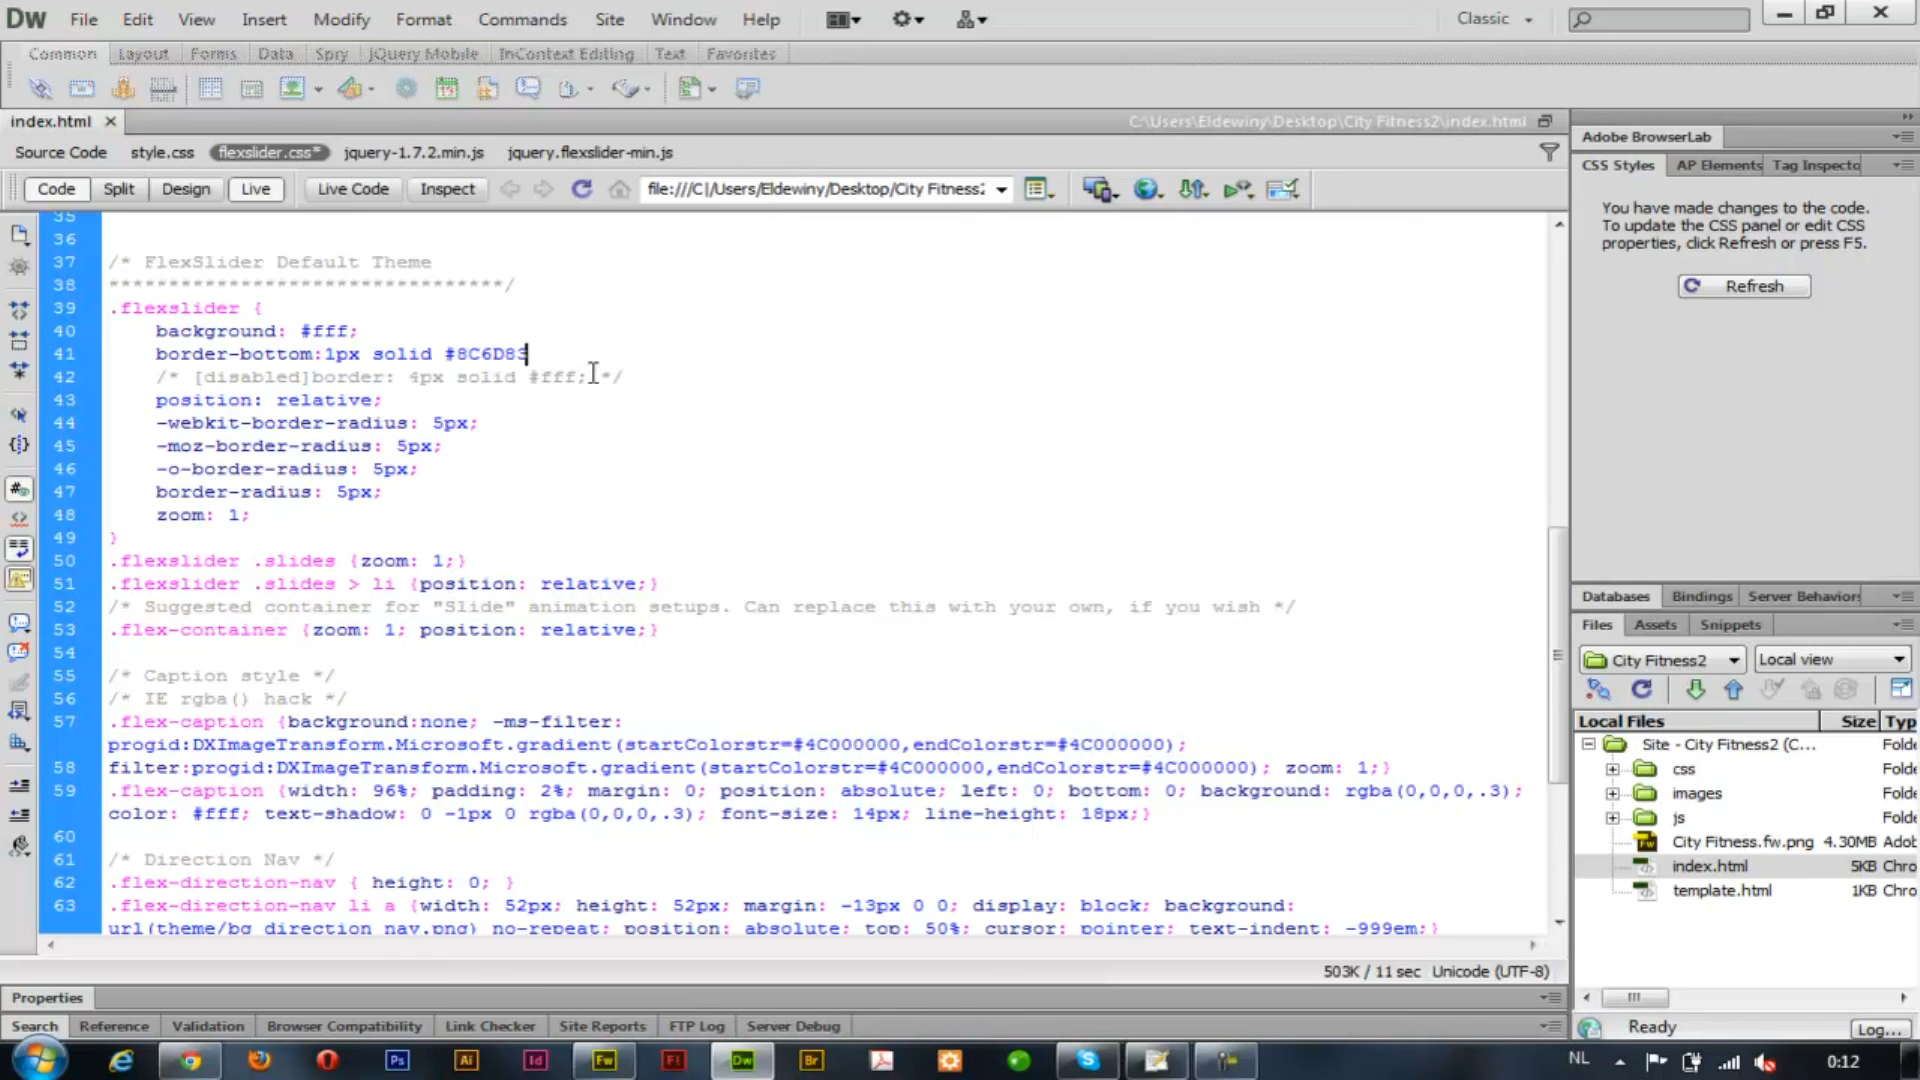 Dw File Edit View Insert Modify Format Commands Site Window Help Classic
Common Layout Forms Data Spry jQuery Mobile InContext Editing Text Favorites
index.html C:\Users\Eldewiny\Desktop\City Fitness2\index.html
Source Code style.css flexslider.css* jquery-1.7.2.min.js jquery.flexslider-min.js
Code Split Design Live Live Code Inspect file:///C|/Users/Eldewiny/Desktop/City Fitness2
35
36
37 /* FlexSlider Default Theme
38 *********************************/
39 .flexslider {
40 background: #fff;
41 border-bottom:1px solid #8C6D83
42 /* [disabled]border: 4px solid #fff; */
43 position: relative;
44 -webkit-border-radius: 5px;
45 -moz-border-radius: 5px;
46 -o-border-radius: 5px;
47 border-radius: 5px;
48 zoom: 1;
49 }
50 .flexslider .slides {zoom: 1;}
51 .flexslider .slides > li {position: relative;}
52 /* Suggested container for "Slide" animation setups. Can replace this with your own, if you wish */
53 .flex-container {zoom: 1; position: relative;}
54
55 /* Caption style */
56 /* IE rgba() hack */
57 .flex-caption {background:none; -ms-filter:
progid:DXImageTransform.Microsoft.gradient(startColorstr=#4C000000,endColorstr=#4C000000);
58 filter:progid:DXImageTransform.Microsoft.gradient(startColorstr=#4C000000,endColorstr=#4C000000); zoom: 1;}
59 .flex-caption {width: 96%; padding: 2%; margin: 0; position: absolute; left: 0; bottom: 0; background: rgba(0,0,0,.3);
color: #fff; text-shadow: 0 -1px 0 rgba(0,0,0,.3); font-size: 14px; line-height: 18px;}
60
61 /* Direction Nav */
62 .flex-direction-nav { height: 0; }
63 .flex-direction-nav li a {width: 52px; height: 52px; margin: -13px 0 0; display: block; background:
url(theme/bg_direction_nav.png) no-repeat; position: absolute; top: 50%; cursor: pointer; text-indent: -999em;}
503K / 11 sec Unicode (UTF-8)
Properties
Search Reference Validation Browser Compatibility Link Checker Site Reports FTP Log Server Debug
Adobe BrowserLab
CSS Styles AP Elements Tag Inspecto
You have made changes to the code.
To update the CSS panel or edit CSS
properties, click Refresh or press F5.
Refresh
Databases Bindings Server Behaviors
Files Assets Snippets
City Fitness2 Local view
Local Files Size Typ
Site - City Fitness2 (C... Folde
css Folde
images Folde
js Folde
City Fitness.fw.png 4.30MB Adob
index.html 5KB Chro
template.html 1KB Chro
Ready Log...
Ps Ai Id Fw Fl Dw Br NL 0:12